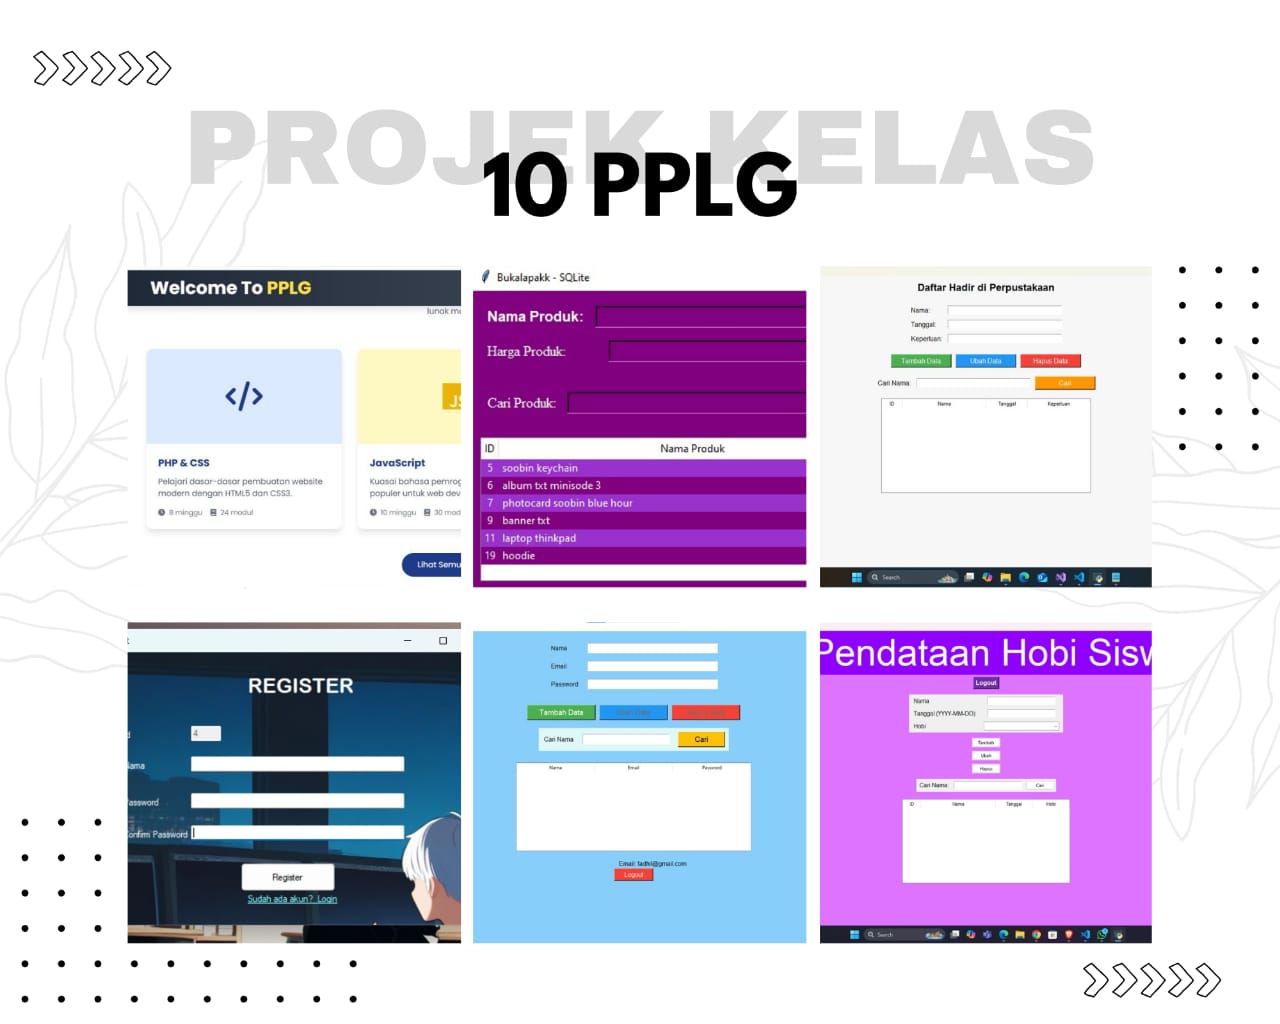 PROJEK KELAS
10 PPLG
Welcome To PPLG
lunak
PHP & CSS
Pelajari dasar-dasar pembuatan website
modern dengan HTML5 dan CSS3.
8 minggu 24 modul
JS
JavaScript
Kuasai bahasa pemrog
populer untuk web dev
10 minggu 30 mod
Lihat Semu
Bukalapakk - SQLite
Nama Produk:
Harga Produk:
Cari Produk:
ID Nama Produk
5 soobin keychain
6 album txt minisode 3
7 photocard soobin blue hour
9 banner txt
11 laptop thinkpad
19 hoodie
Daftar Hadir di Perpustakaan
Nama:
Tanggal:
Keperluan:
Tambah Data Ubah Data Hapus Data
Cari Nama: Cari
ID Nama Tanggal Keperluan
Search
REGISTER
d
4
lama
assword
onfirm Password
Register
Sudah ada akun? Login
Name
Email
Password
Tambah Data Ubah Data
Cari Nama Cari
Name Email Password
Email: fadhil@gmail.com
Logout
Pendataan Hobi Sisw
Logout
Nama
Tanggal (YYYY-MM-DD)
Hobi
Tambah
Ubah
Hapus
Cari Nama: Cari
ID Nama Tanggal Hobi
Search